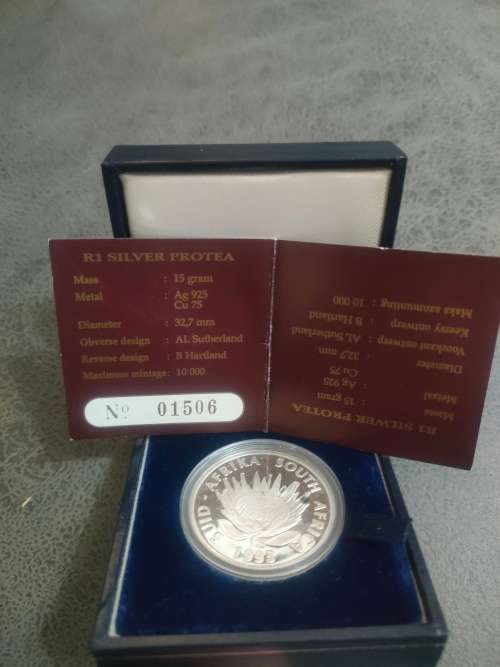 R1 SILVER PROTEA
Mass : 15 gram
Metal : Ag 925
Cu 75
Diameter : 32,7 mm
Obverse design : AL Sutherland
Reverse design : B Hartland
Maximum mintage : 10 000
No 01506
R1 SILVER PROTEA
Massa : 15 gram
Metaal : Ag 925
Cu 75
Diameter : 32,7 mm
Voorkant ontwerp : AL Sutherland
Keersy ontwerp : B Hartland
Maks aanmunting : 10 000
SUID-AFRIKA SOUTH AFRICA
1995